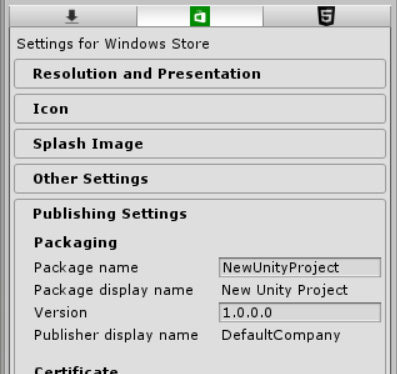 Settings for Windows Store
Resolution and Presentation
Icon
Splash Image
Other Settings
Publishing Settings
Packaging
Package name NewUnityProject
Package display name New Unity Project
Version 1.0.0.0
Publisher display name DefaultCompany
Certificate